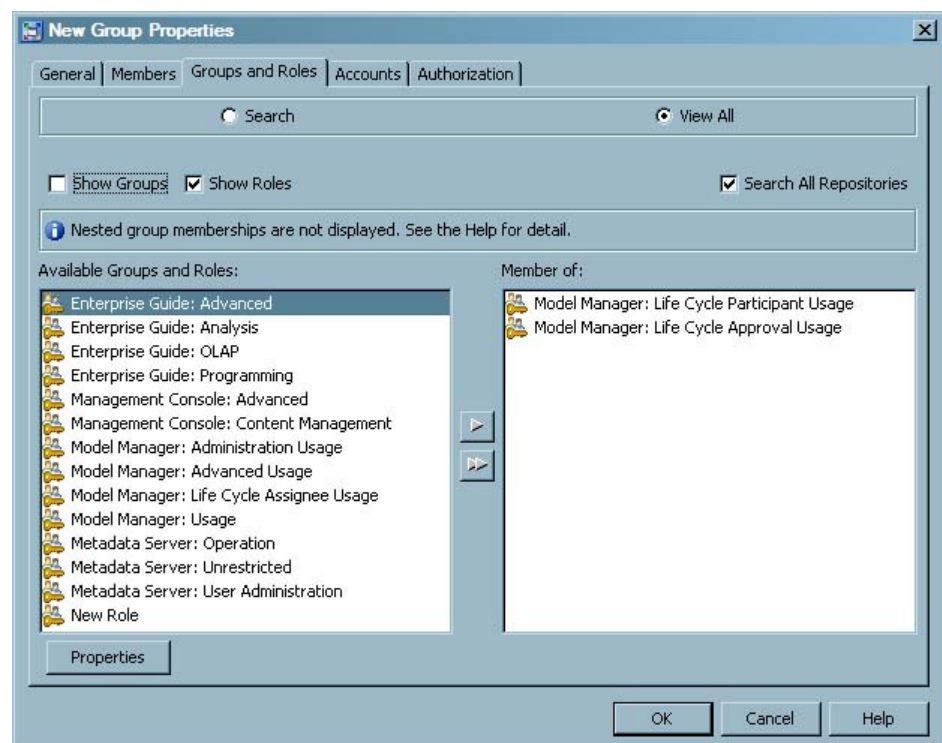 New Group Properties
General Members Groups and Roles Accounts Authorization
Search View All
Show Groups Show Roles Search All Repositories
Nested group memberships are not displayed. See the Help for detail.
Available Groups and Roles:
Enterprise Guide: Advanced
Enterprise Guide: Analysis
Enterprise Guide: OLAP
Enterprise Guide: Programming
Management Console: Advanced
Management Console: Content Management
Model Manager: Administration Usage
Model Manager: Advanced Usage
Model Manager: Life Cycle Assignee Usage
Model Manager: Usage
Metadata Server: Operation
Metadata Server: Unrestricted
Metadata Server: User Administration
New Role
Member of:
Model Manager: Life Cycle Participant Usage
Model Manager: Life Cycle Approval Usage
Properties
OK Cancel Help